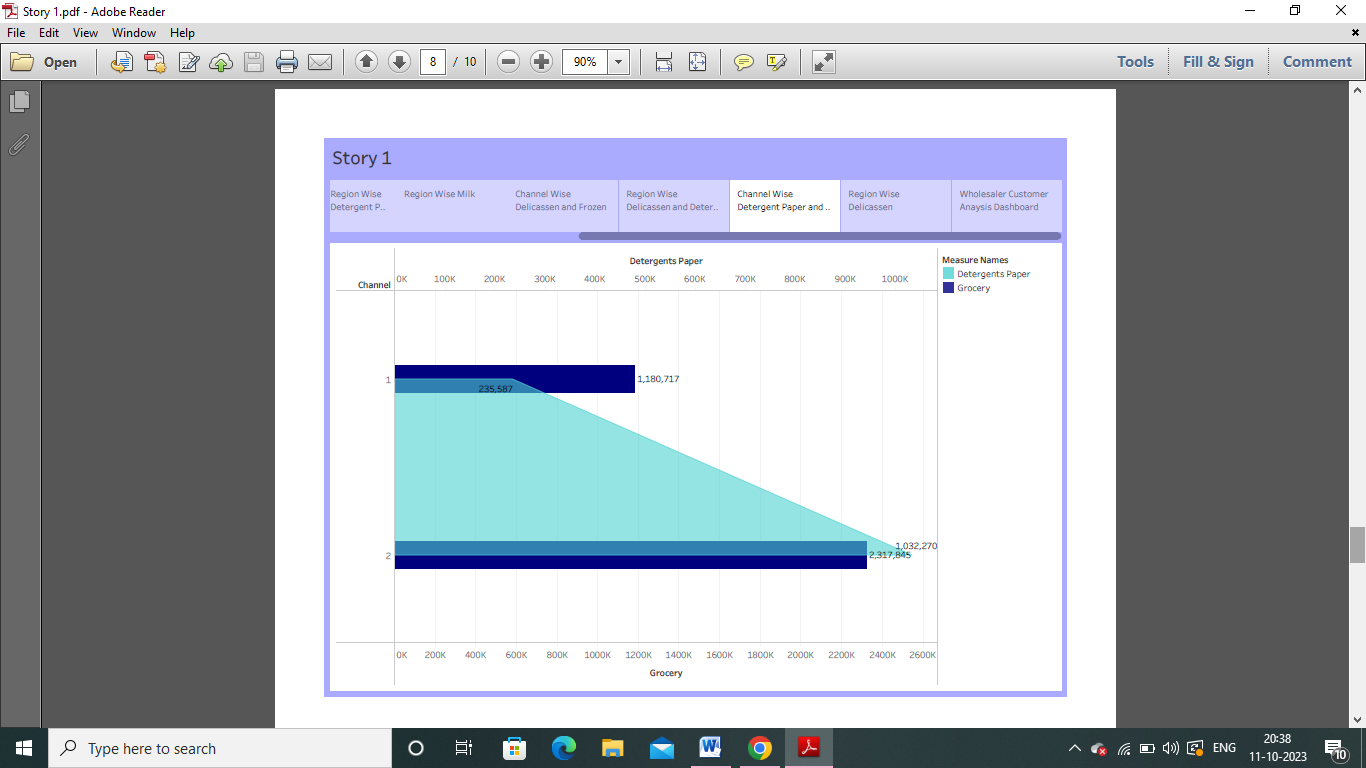 Story 1.pdf - Adobe Reader
File Edit View Window Help
Open 8 / 10 90% Tools Fill & Sign Comment
Story 1
Region Wise
Detergent P..
Region Wise Milk
Channel Wise
Delicassen and Frozen
Region Wise
Delicassen and Deter..
Channel Wise
Detergent Paper and ..
Region Wise
Delicassen
Wholesaler Customer
Anaysis Dashboard
Detergents Paper
Channel
0K 100K 200K 300K 400K 500K 600K 700K 800K 900K 1000K
Measure Names
Detergents Paper
Grocery
1
1,180,717
235,587
2
1,032,270
2,317,845
0K 200K 400K 600K 800K 1000K 1200K 1400K 1600K 1800K 2000K 2200K 2400K 2600K
Grocery
Type here to search
ENG
20:38
11-10-2023
10